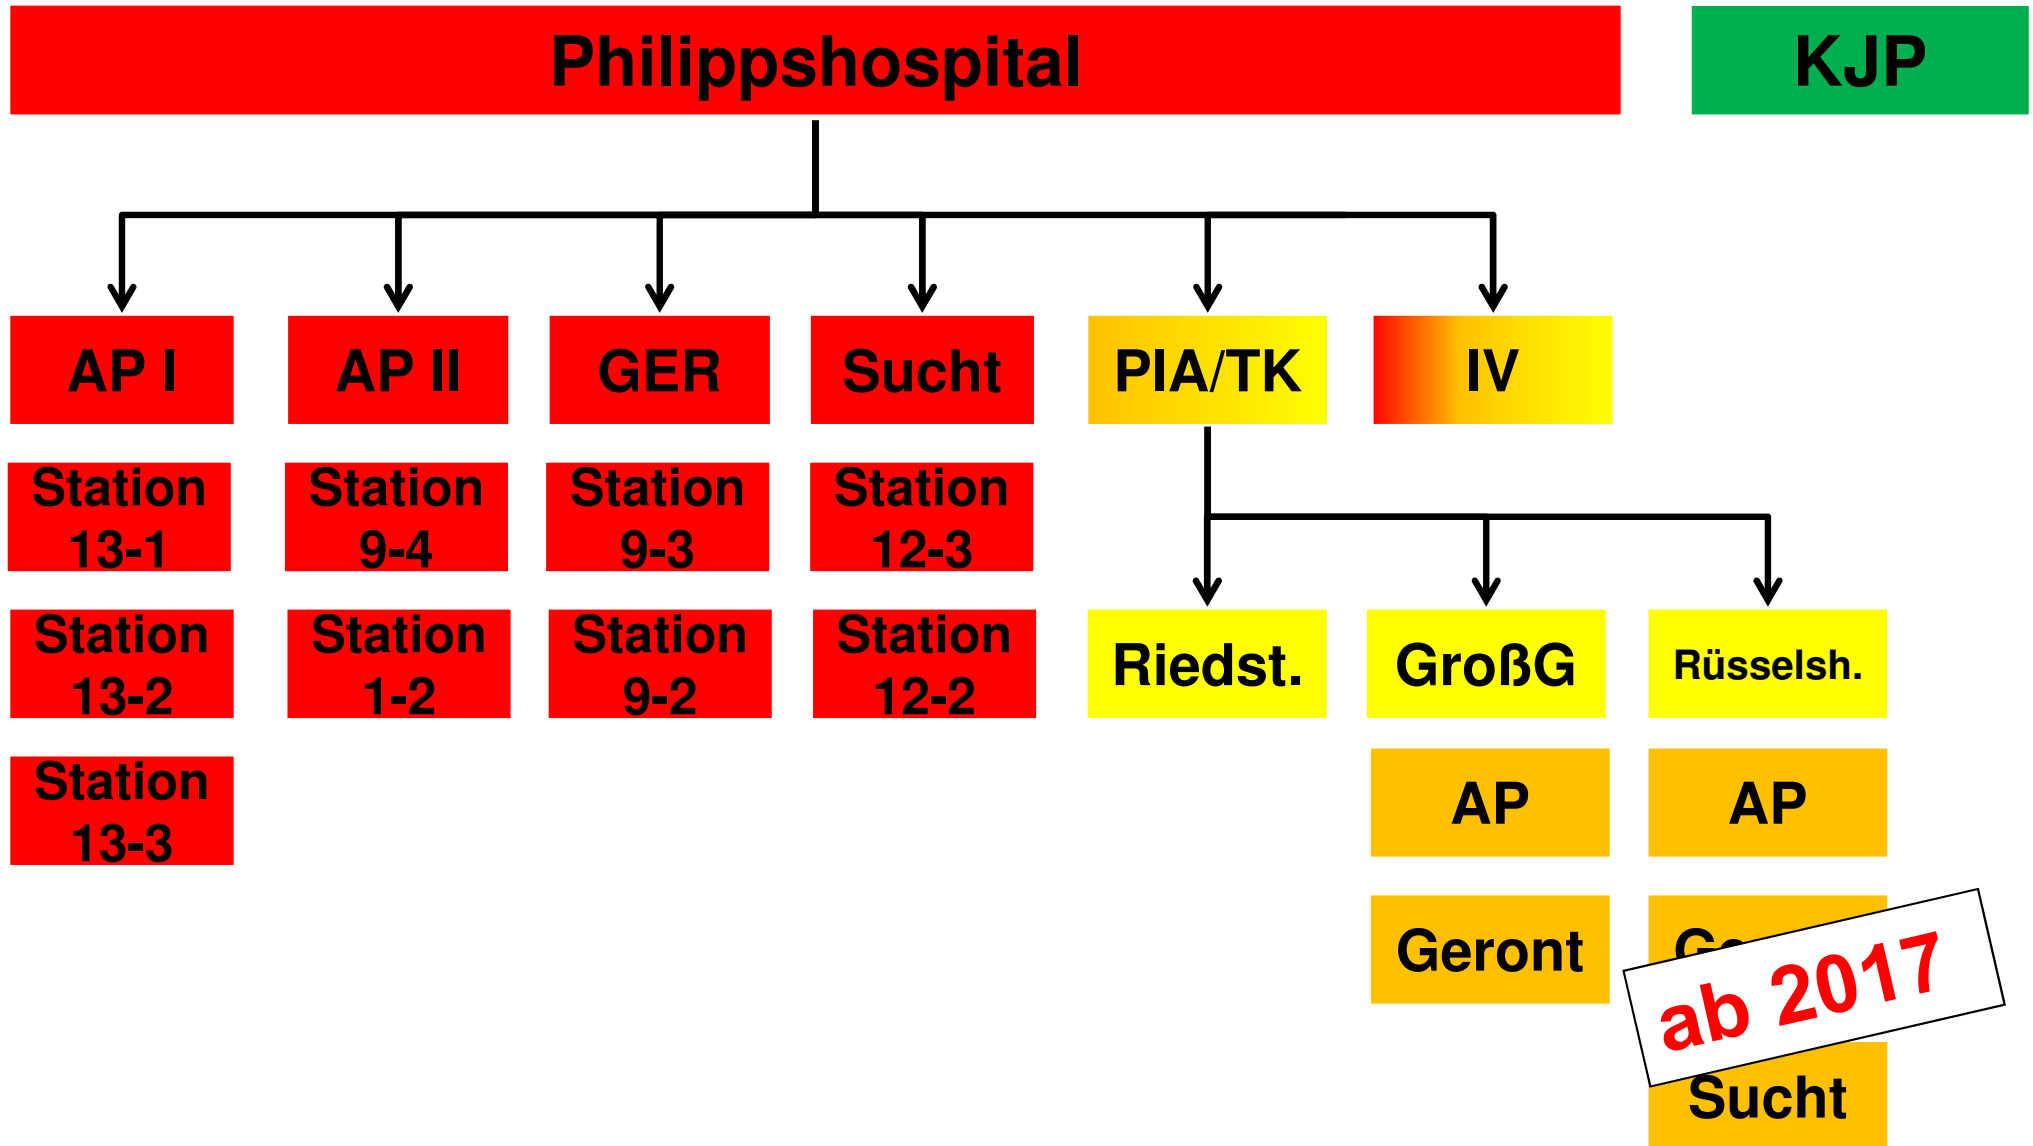 Philippshospital
KJP
AP I
AP II
GER
Sucht
PIA/TK
IV
Station
13-1
Station
9-4
Station
9-3
Station
12-3
Station
13-2
Station
1-2
Station
9-2
Station
12-2
Riedst.
GroßG
Rüsselsh.
Station
13-3
AP
AP
Geront
ab 2017
Sucht